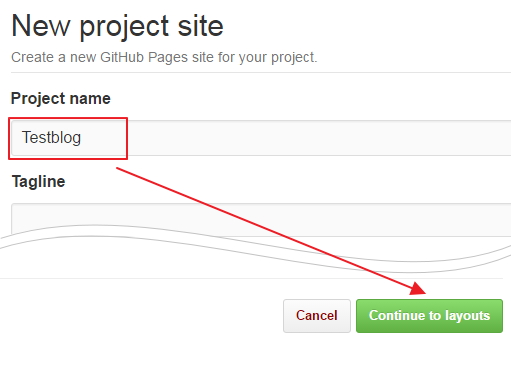 New project site
Create a new GitHub Pages site for your project.
Project name
Testblog
Tagline
Cancel
Continue to layouts